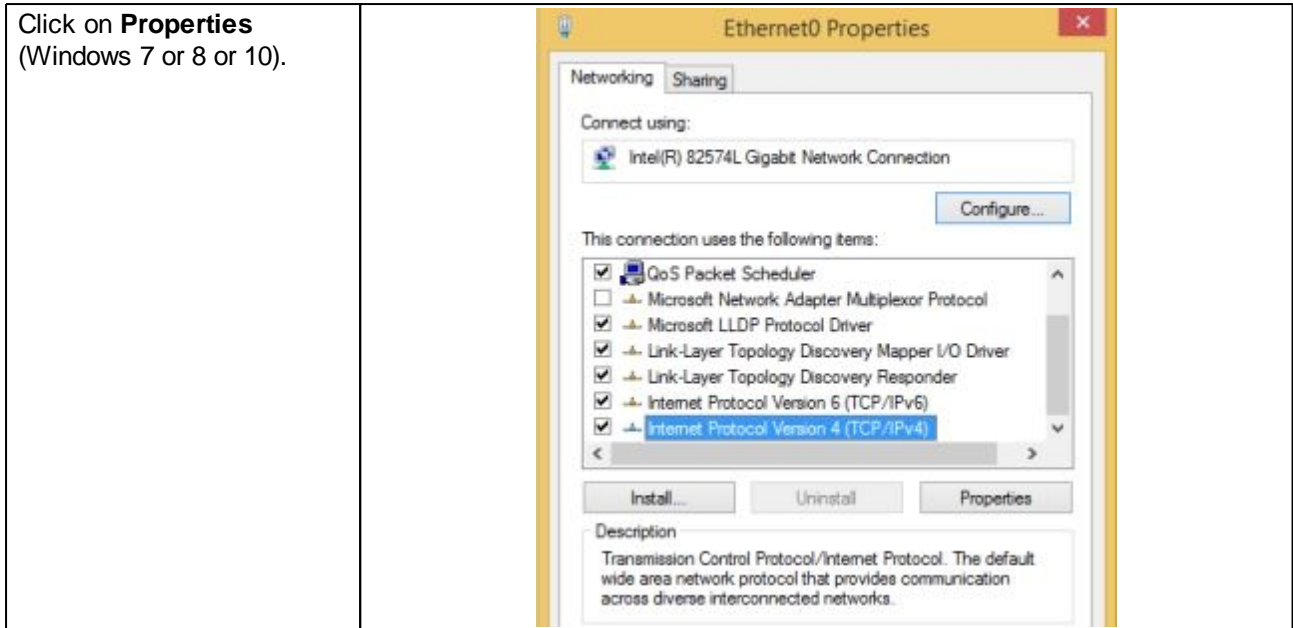 Click on Properties
(Windows 7 or 8 or 10).
Ethernet0 Properties
Networking
Sharing
Connect using:
Intel(R) 82574L Gigabit Network Connection
Configure...
This connection uses the following items:
QoS Packet Scheduler
Microsoft Network Adapter Multiplexor Protocol
Microsoft LLDP Protocol Driver
Link-Layer Topology Discovery Mapper I/O Driver
Link-Layer Topology Discovery Responder
Internet Protocol Version 6 (TCP/IPv6)
Internet Protocol Version 4 (TCP/IPv4)
Install...
Uninstall
Properties
Description
Transmission Control Protocol/Internet Protocol. The default
wide area network protocol that provides communication
across diverse interconnected networks.